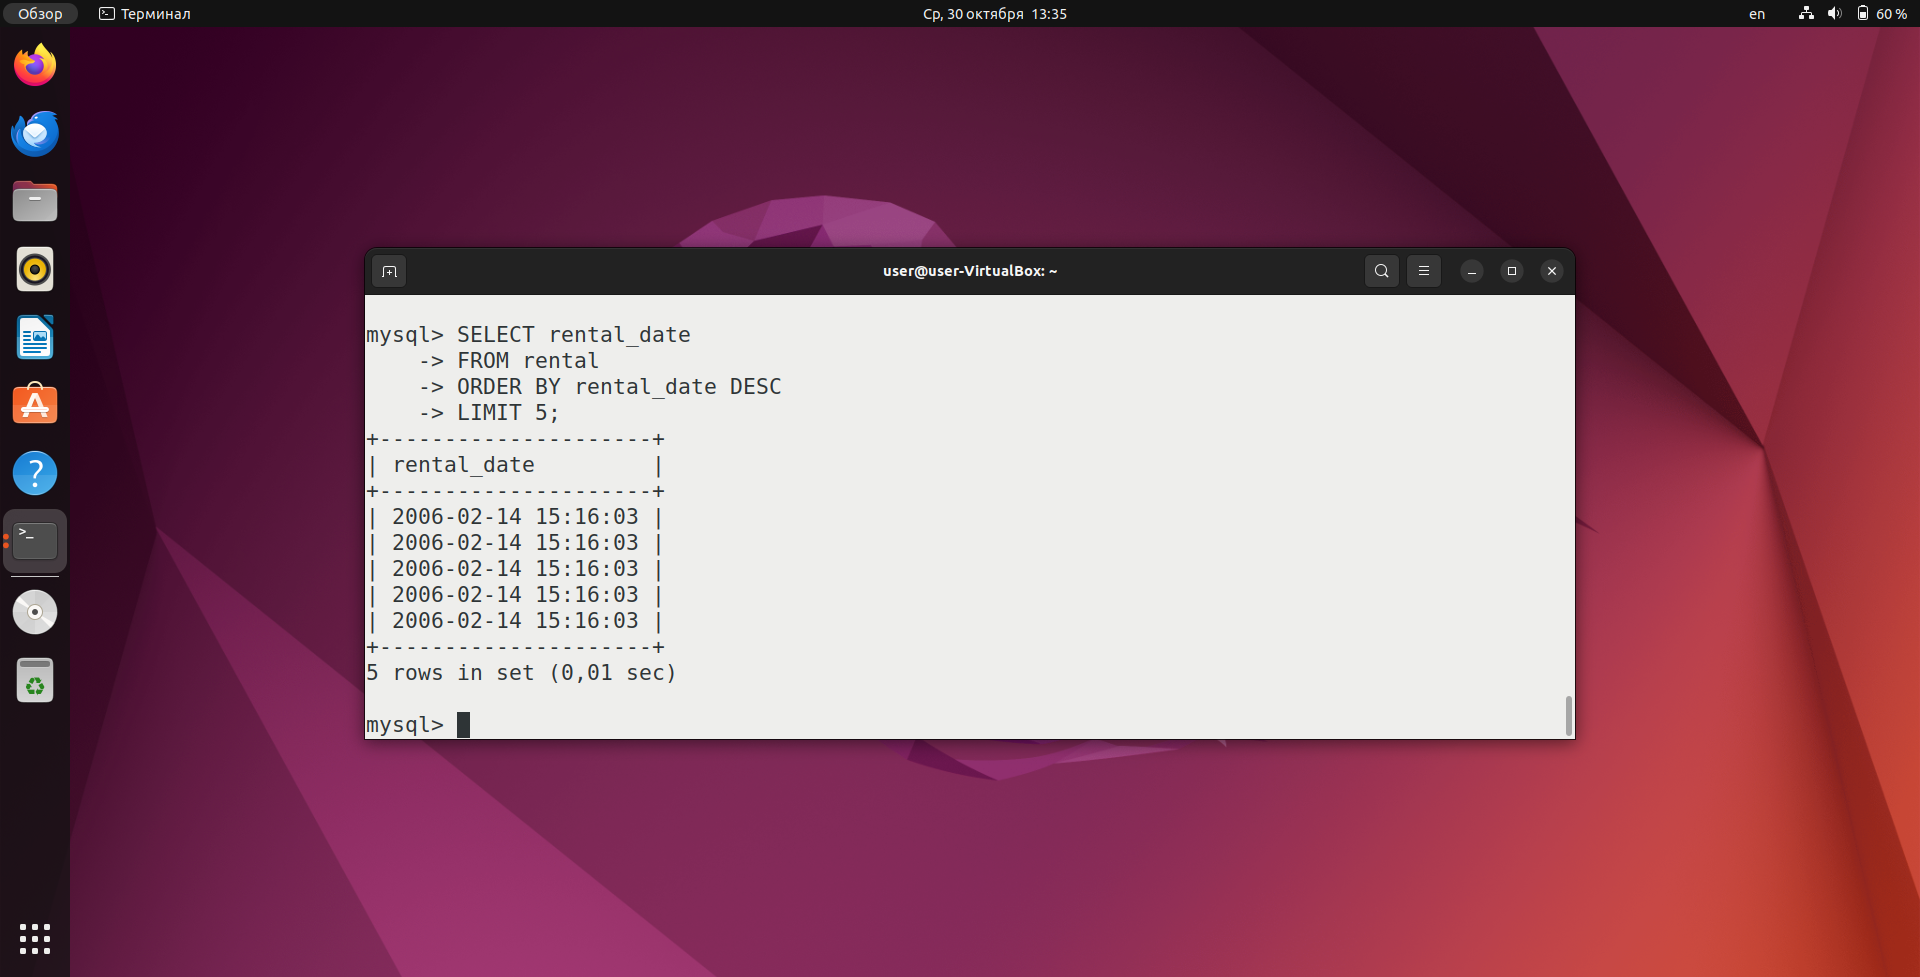 Обзор Терминал Ср, 30 октября 13:35 en 60 %
user@user-VirtualBox: ~
mysql> SELECT rental_date
    -> FROM rental
    -> ORDER BY rental_date DESC
    -> LIMIT 5;
+---------------------+
| rental_date         |
+---------------------+
| 2006-02-14 15:16:03 |
| 2006-02-14 15:16:03 |
| 2006-02-14 15:16:03 |
| 2006-02-14 15:16:03 |
| 2006-02-14 15:16:03 |
+---------------------+
5 rows in set (0,01 sec)
mysql>